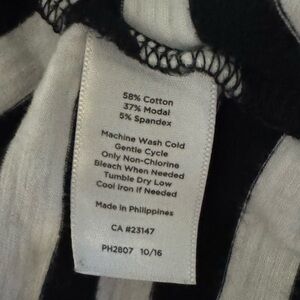 58% Cotton
37% Modal
5% Spandex
Machine Wash Cold
Gentle Cycle
Only Non-Chlorine
Bleach When Needed
Tumble Dry Low
Cool Iron if Needed
Made in Philippines
CA #23147
PH2807 10/16